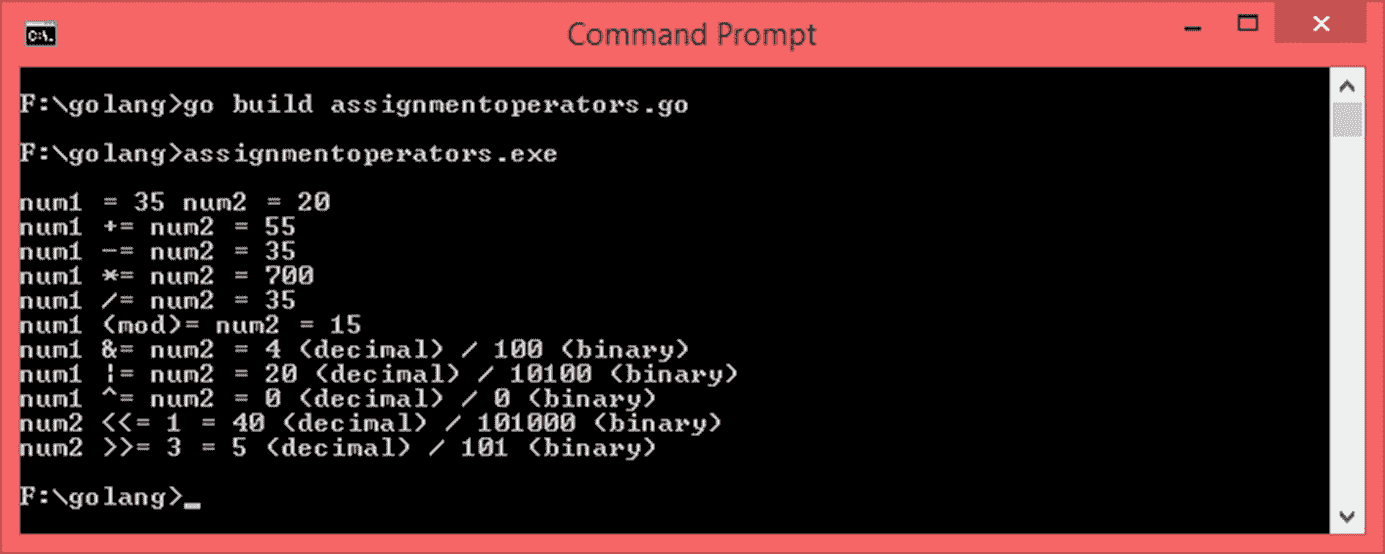 C:\.
Command Prompt
F:\golang>go build assignmentoperators.go
F:\golang>assignmentoperators.exe
num1 = 35 num2 = 20
num1 += num2 = 55
num1 -= num2 = 35
num1 *= num2 = 700
num1 /= num2 = 35
num1 (mod)= num2 = 15
num1 &= num2 = 4 (decimal) / 100 (binary)
num1 ¦= num2 = 20 (decimal) / 10100 (binary)
num1 ^= num2 = 0 (decimal) / 0 (binary)
num2 <<= 1 = 40 (decimal) / 101000 (binary)
num2 >>= 3 = 5 (decimal) / 101 (binary)
F:\golang>_